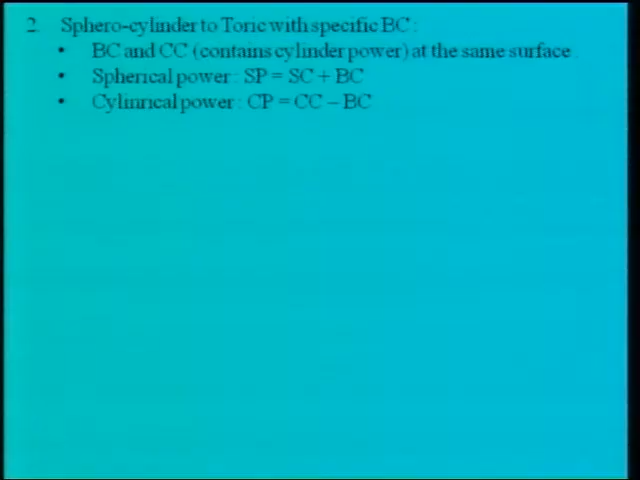 2. Sphero-cylinder to Toric with specific BC :
• BC and CC (contains cylinder power) at the same surface.
• Spherical power : SP = SC + BC
• Cylinrical power : CP = CC – BC